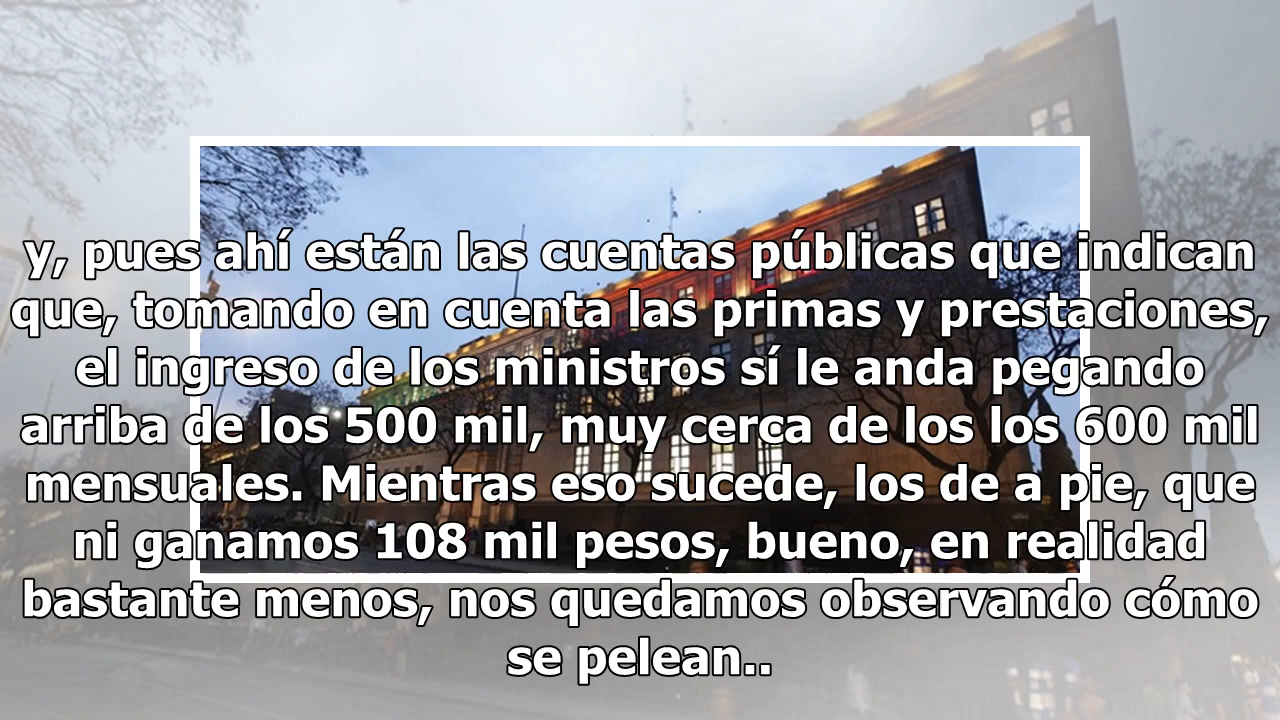 y, pues ahí están las cuentas públicas que indican
que, tomando en cuenta las primas y prestaciones,
el ingreso de los ministros sí le anda pegando
arriba de los 500 mil, muy cerca de los los 600 mil
mensuales. Mientras eso sucede, los de a pie, que
ni ganamos 108 mil pesos, bueno, en realidad
bastante menos, nos quedamos observando cómo
se pelean..